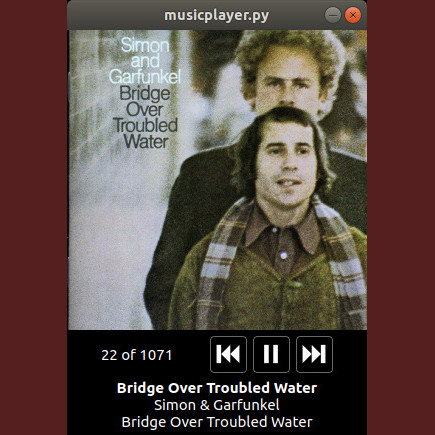 musicplayer.py
Simon
and
Garfunkel
Bridge
Over
Troubled
Water
22 of 1071
Bridge Over Troubled Water
Simon & Garfunkel
Bridge Over Troubled Water